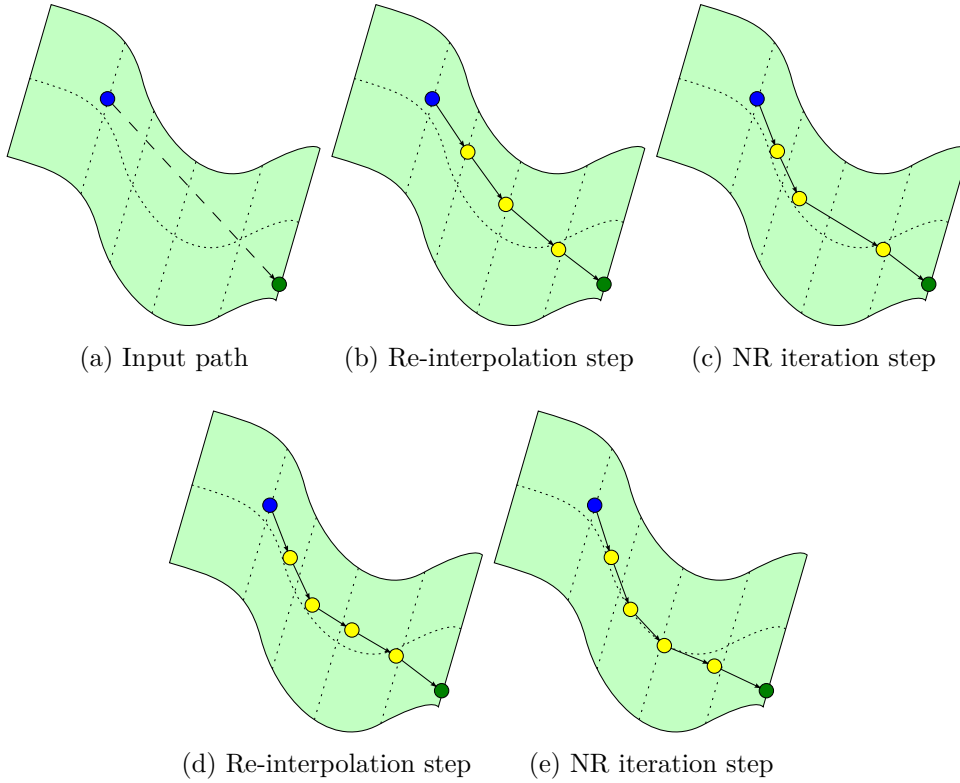 (a) Input path
(b) Re-interpolation step
(c) NR iteration step
(d) Re-interpolation step
(e) NR iteration step